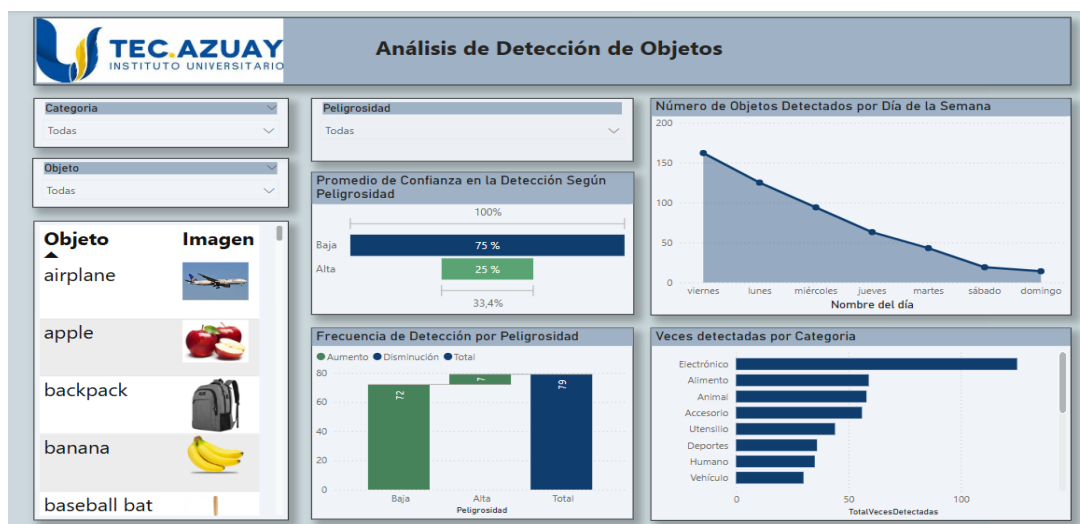 TEC.AZUAY
INSTITUTO UNIVERSITARIO
Análisis de Detección de Objetos
Categoria
Todas
Objeto
Todas
Objeto Imagen
airplane
apple
backpack
banana
baseball bat
Peligrosidad
Todas
Promedio de Confianza en la Detección Según
Peligrosidad
100%
Baja 75 %
Alta 25 %
33,4%
Frecuencia de Detección por Peligrosidad
Aumento Disminución Total
80
60
40
20
0
72
7
79
Baja Alta Total
Peligrosidad
Número de Objetos Detectados por Día de la Semana
200
150
100
50
0
viernes lunes miércoles jueves martes sábado domingo
Nombre del día
Veces detectadas por Categoria
Electrónico
Alimento
Animal
Accesorio
Utensilio
Deportes
Humano
Vehículo
0 50 100
TotalVecesDetectadas